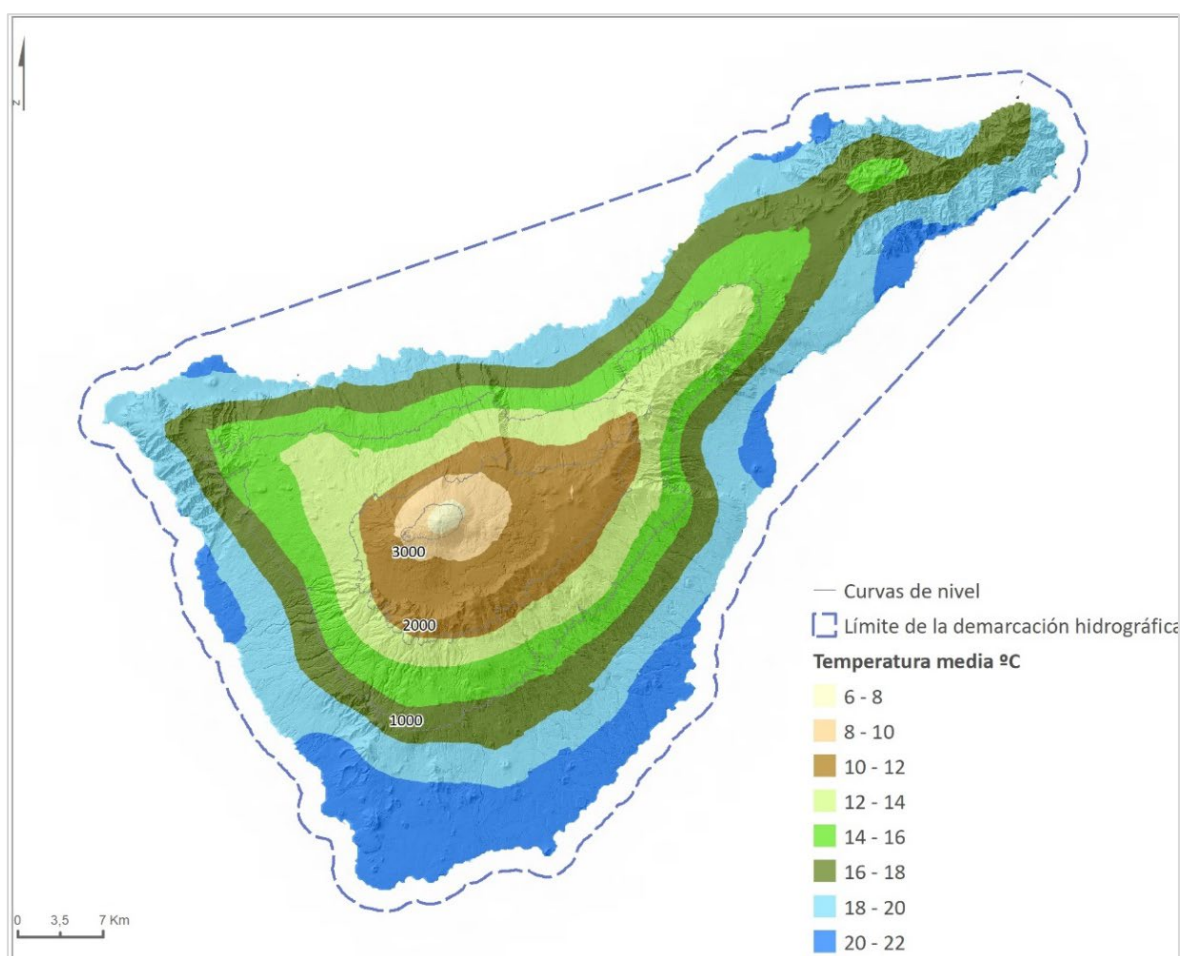 N
3000
2000
1000
Curvas de nivel
Límite de la demarcación hidrográfica
Temperatura media ºC
6 - 8
8 - 10
10 - 12
12 - 14
14 - 16
16 - 18
18 - 20
20 - 22
0 3,5 7 Km